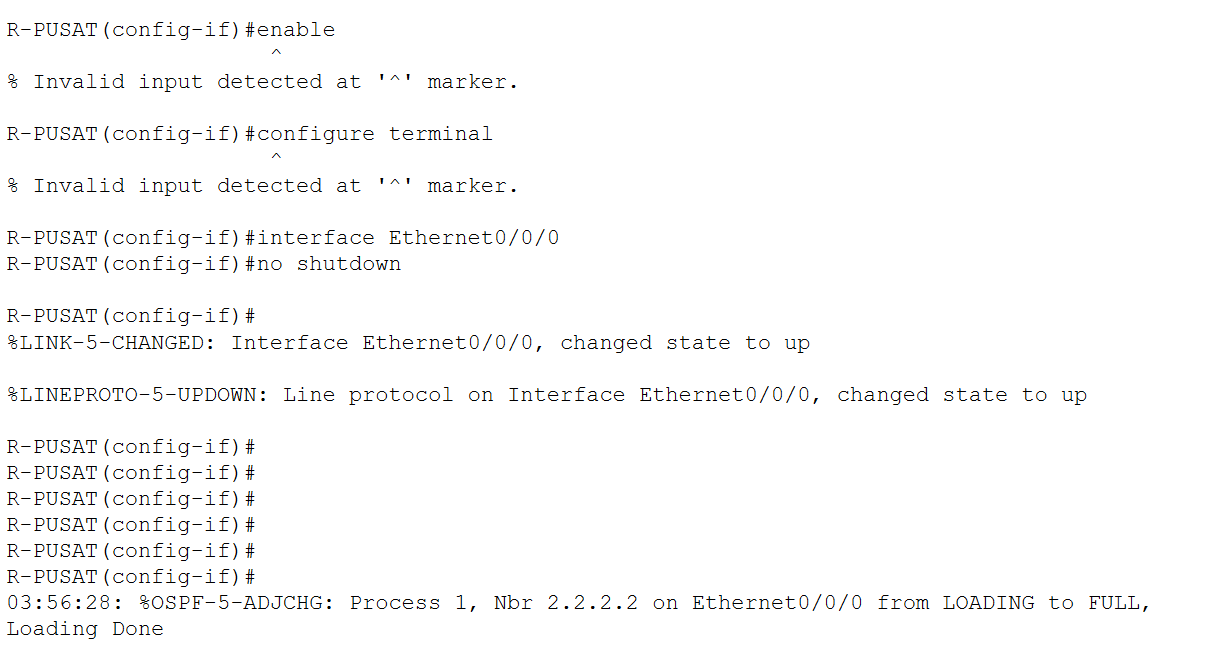 R-PUSAT(config-if)#enable
^
% Invalid input detected at '^' marker.
R-PUSAT(config-if)#configure terminal
^
% Invalid input detected at '^' marker.
R-PUSAT(config-if)#interface Ethernet0/0/0
R-PUSAT(config-if)#no shutdown
R-PUSAT(config-if)#
%LINK-5-CHANGED: Interface Ethernet0/0/0, changed state to up
%LINEPROTO-5-UPDOWN: Line protocol on Interface Ethernet0/0/0, changed state to up
R-PUSAT(config-if)#
R-PUSAT(config-if)#
R-PUSAT(config-if)#
R-PUSAT(config-if)#
R-PUSAT(config-if)#
R-PUSAT(config-if)#
03:56:28: %OSPF-5-ADJCHG: Process 1, Nbr 2.2.2.2 on Ethernet0/0/0 from LOADING to FULL,
Loading Done